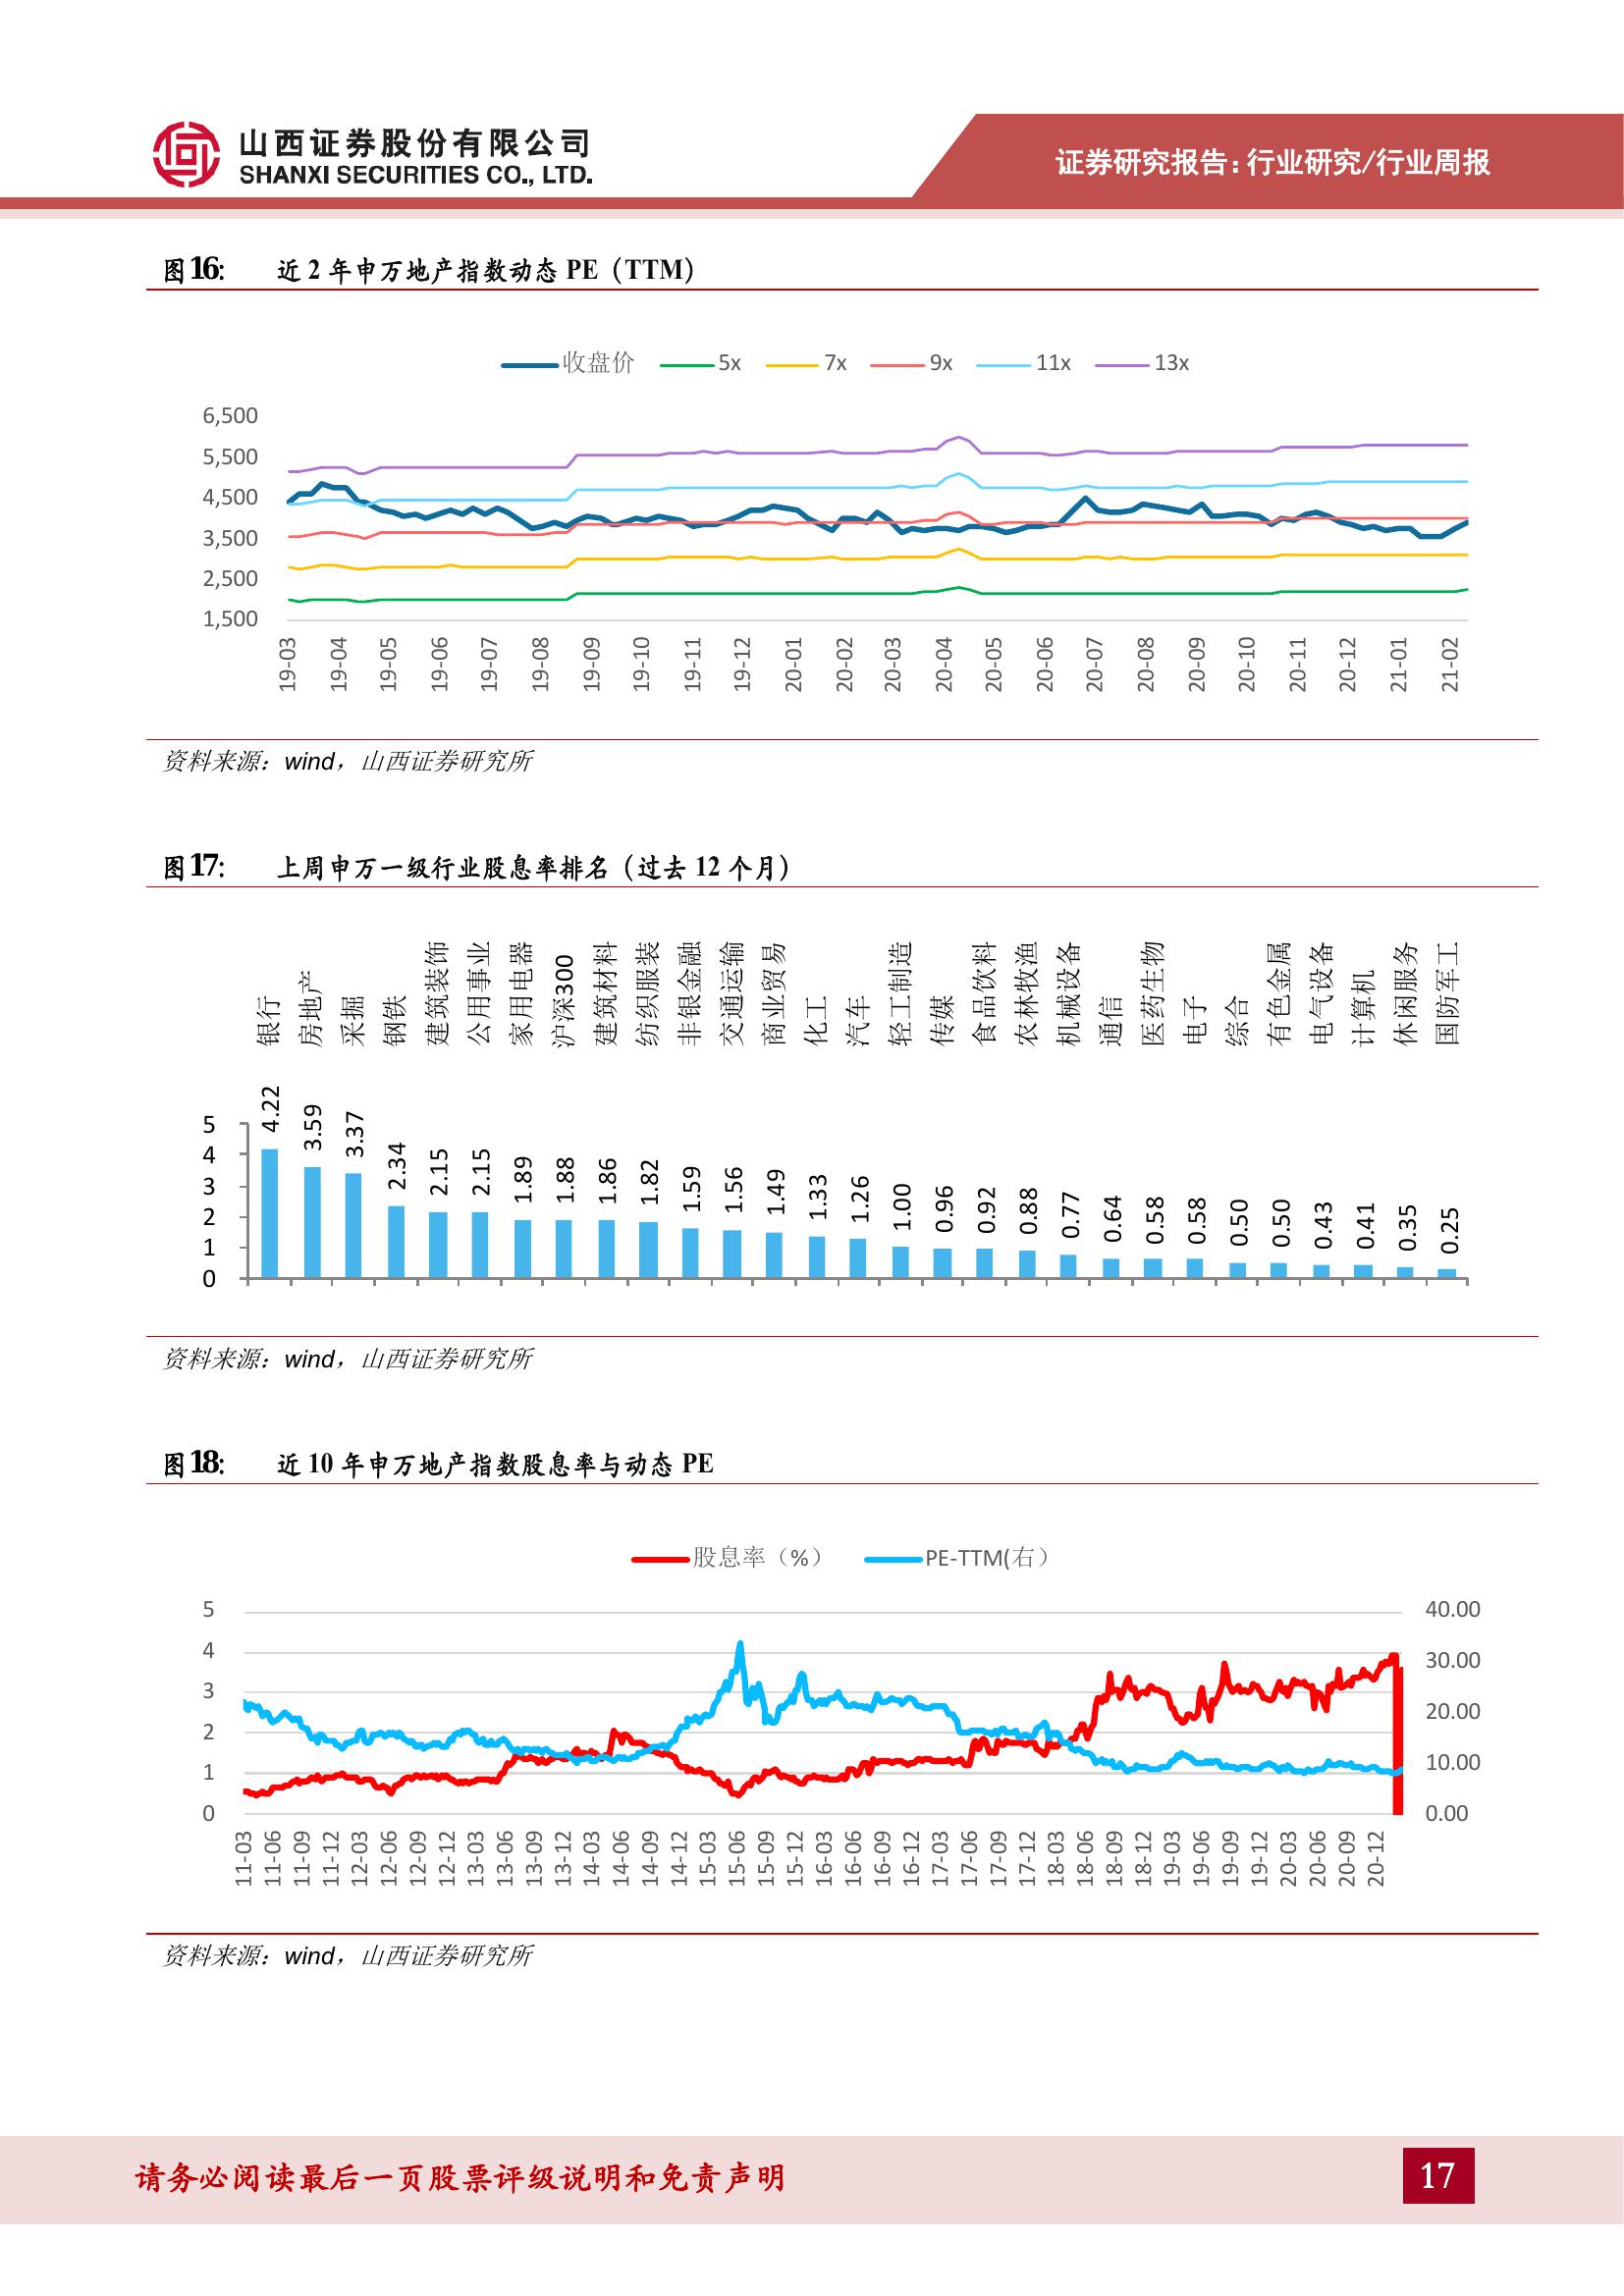 山西证券股份有限公司
SHANXI SECURITIES CO., LTD.
证券研究报告:行业研究/行业周报
图16: 近 2 年申万地产指数动态 PE（TTM）
收盘价 5x 7x 9x 11x 13x
6,500
5,500
4,500
3,500
2,500
1,500
19-03 19-04 19-05 19-06 19-07 19-08 19-09 19-10 19-11 19-12 20-01 20-02 20-03 20-04 20-05 20-06 20-07 20-08 20-09 20-10 20-11 20-12 21-01 21-02
资料来源：wind，山西证券研究所
图17: 上周申万一级行业股息率排名（过去 12 个月）
银行 房地产 采掘 钢铁 建筑装饰 公用事业 家用电器 沪深300 建筑材料 纺织服装 非银金融 交通运输 商业贸易 化工 汽车 轻工制造 传媒 食品饮料 农林牧渔 机械设备 通信 医药生物 电子 综合 有色金属 电气设备 计算机 休闲服务 国防军工
4.22 3.59 3.37 2.34 2.15 2.15 1.89 1.88 1.86 1.82 1.59 1.56 1.49 1.33 1.26 1.00 0.96 0.92 0.88 0.77 0.64 0.58 0.58 0.50 0.50 0.43 0.41 0.35 0.25
5
4
3
2
1
0
资料来源：wind，山西证券研究所
图18: 近 10 年申万地产指数股息率与动态 PE
股息率（%） PE-TTM(右）
5 40.00
4 30.00
3
2 20.00
1 10.00
0 0.00
11-03 11-06 11-09 11-12 12-03 12-06 12-09 12-12 13-03 13-06 13-09 13-12 14-03 14-06 14-09 14-12 15-03 15-06 15-09 15-12 16-03 16-06 16-09 16-12 17-03 17-06 17-09 17-12 18-03 18-06 18-09 18-12 19-03 19-06 19-09 19-12 20-03 20-06 20-09 20-12
资料来源：wind，山西证券研究所
请务必阅读最后一页股票评级说明和免责声明
17